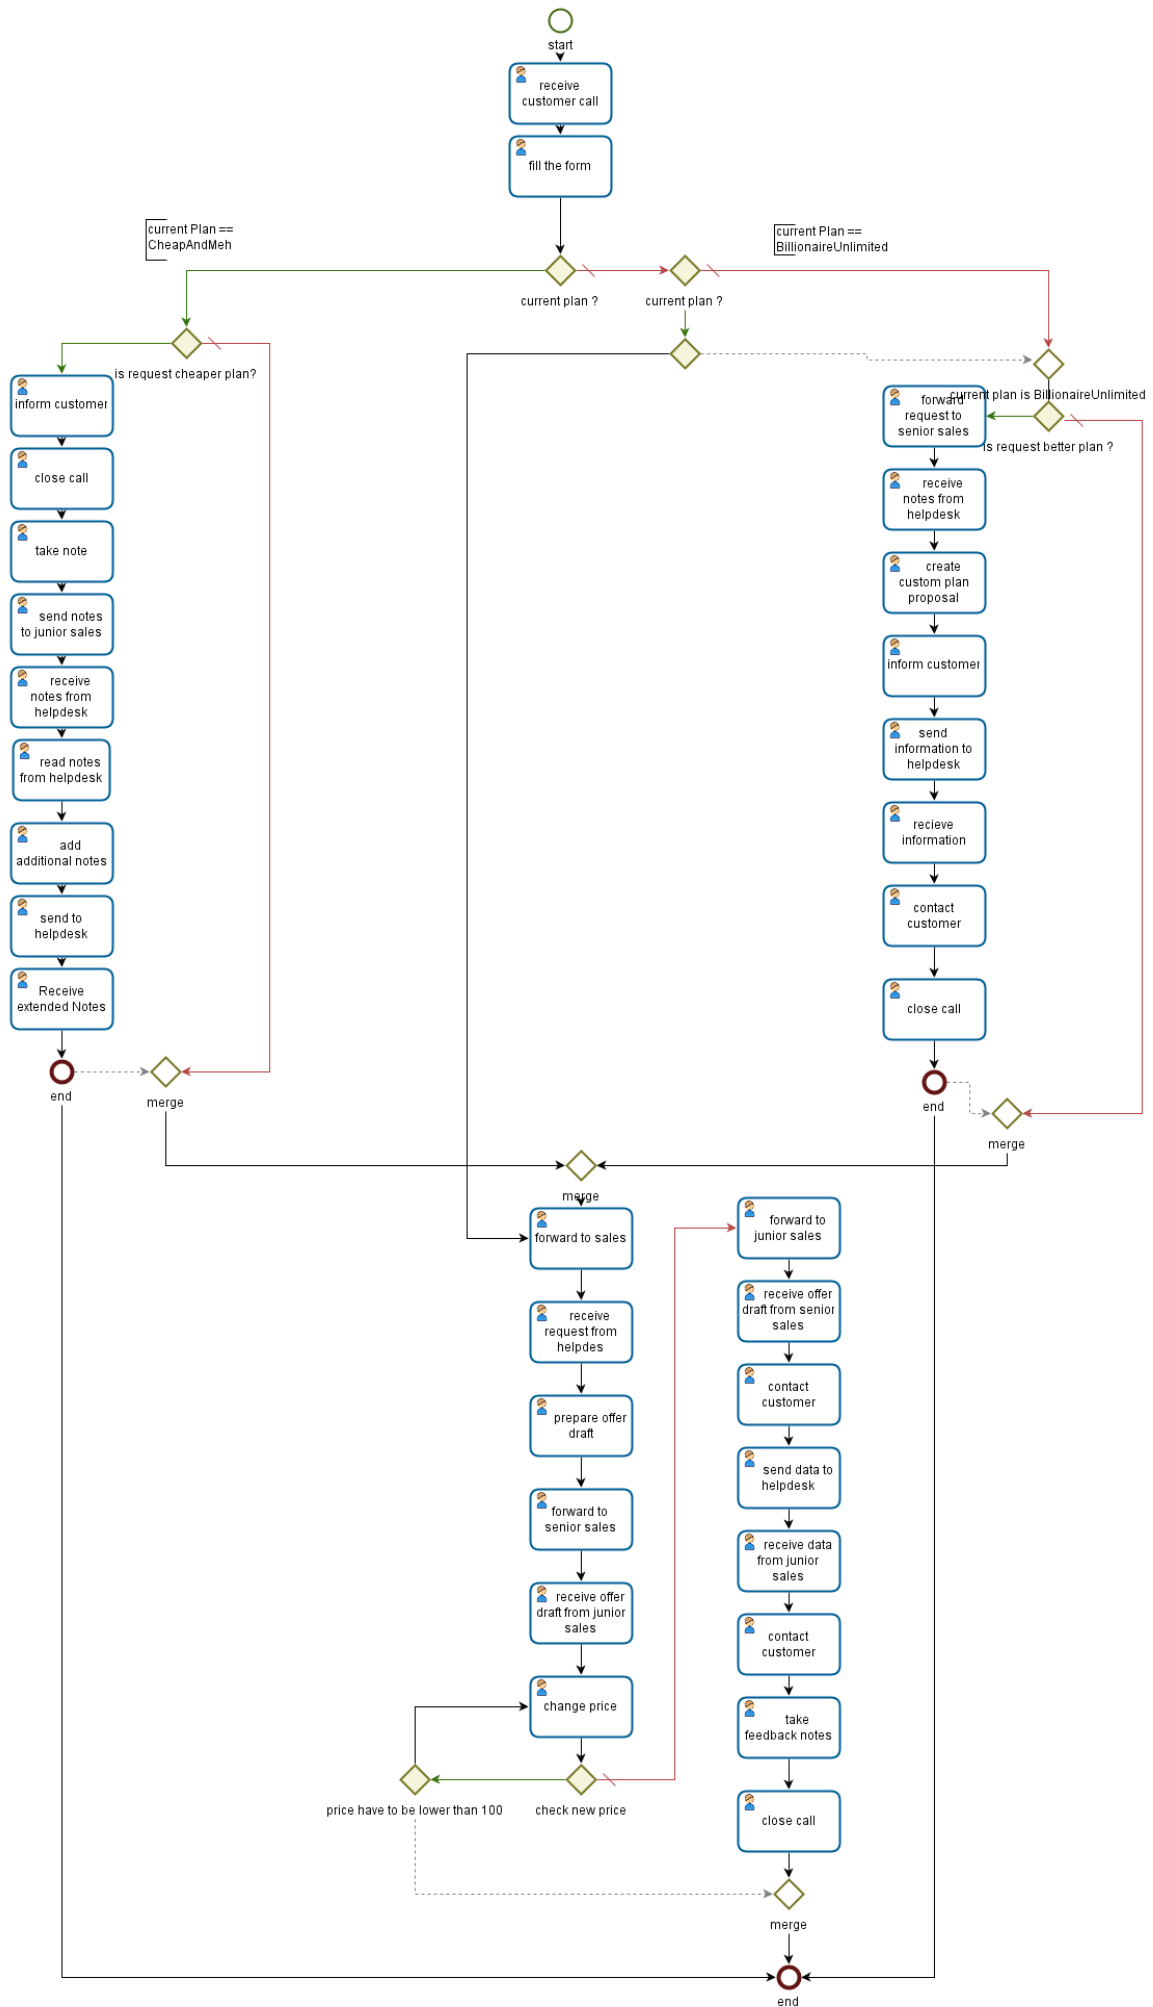 start
receive
customer call
fill the form
current Plan ==
CheapAndMeh
current Plan ==
BillionaireUnlimited
current plan ?
current plan ?
is request cheaper plan?
inform customer
close call
take note
send notes
to junior sales
receive
notes from
helpdesk
read notes
from helpdesk
add
additional notes
send to
helpdesk
Receive
extended Notes
end
merge
current plan is BillionaireUnlimited
is request better plan ?
forward
request to
senior sales
receive
notes from
helpdesk
create
custom plan
proposal
inform customer
send
information to
helpdesk
recieve
information
contact
customer
close call
end
merge
merge
forward to sales
receive
request from
helpdes
prepare offer
draft
forward to
senior sales
receive offer
draft from junior
sales
change price
price have to be lower than 100
check new price
forward to
junior sales
receive offer
draft from senior
sales
contact
customer
send data to
helpdesk
receive data
from junior
sales
contact
customer
take
feedback notes
close call
merge
end